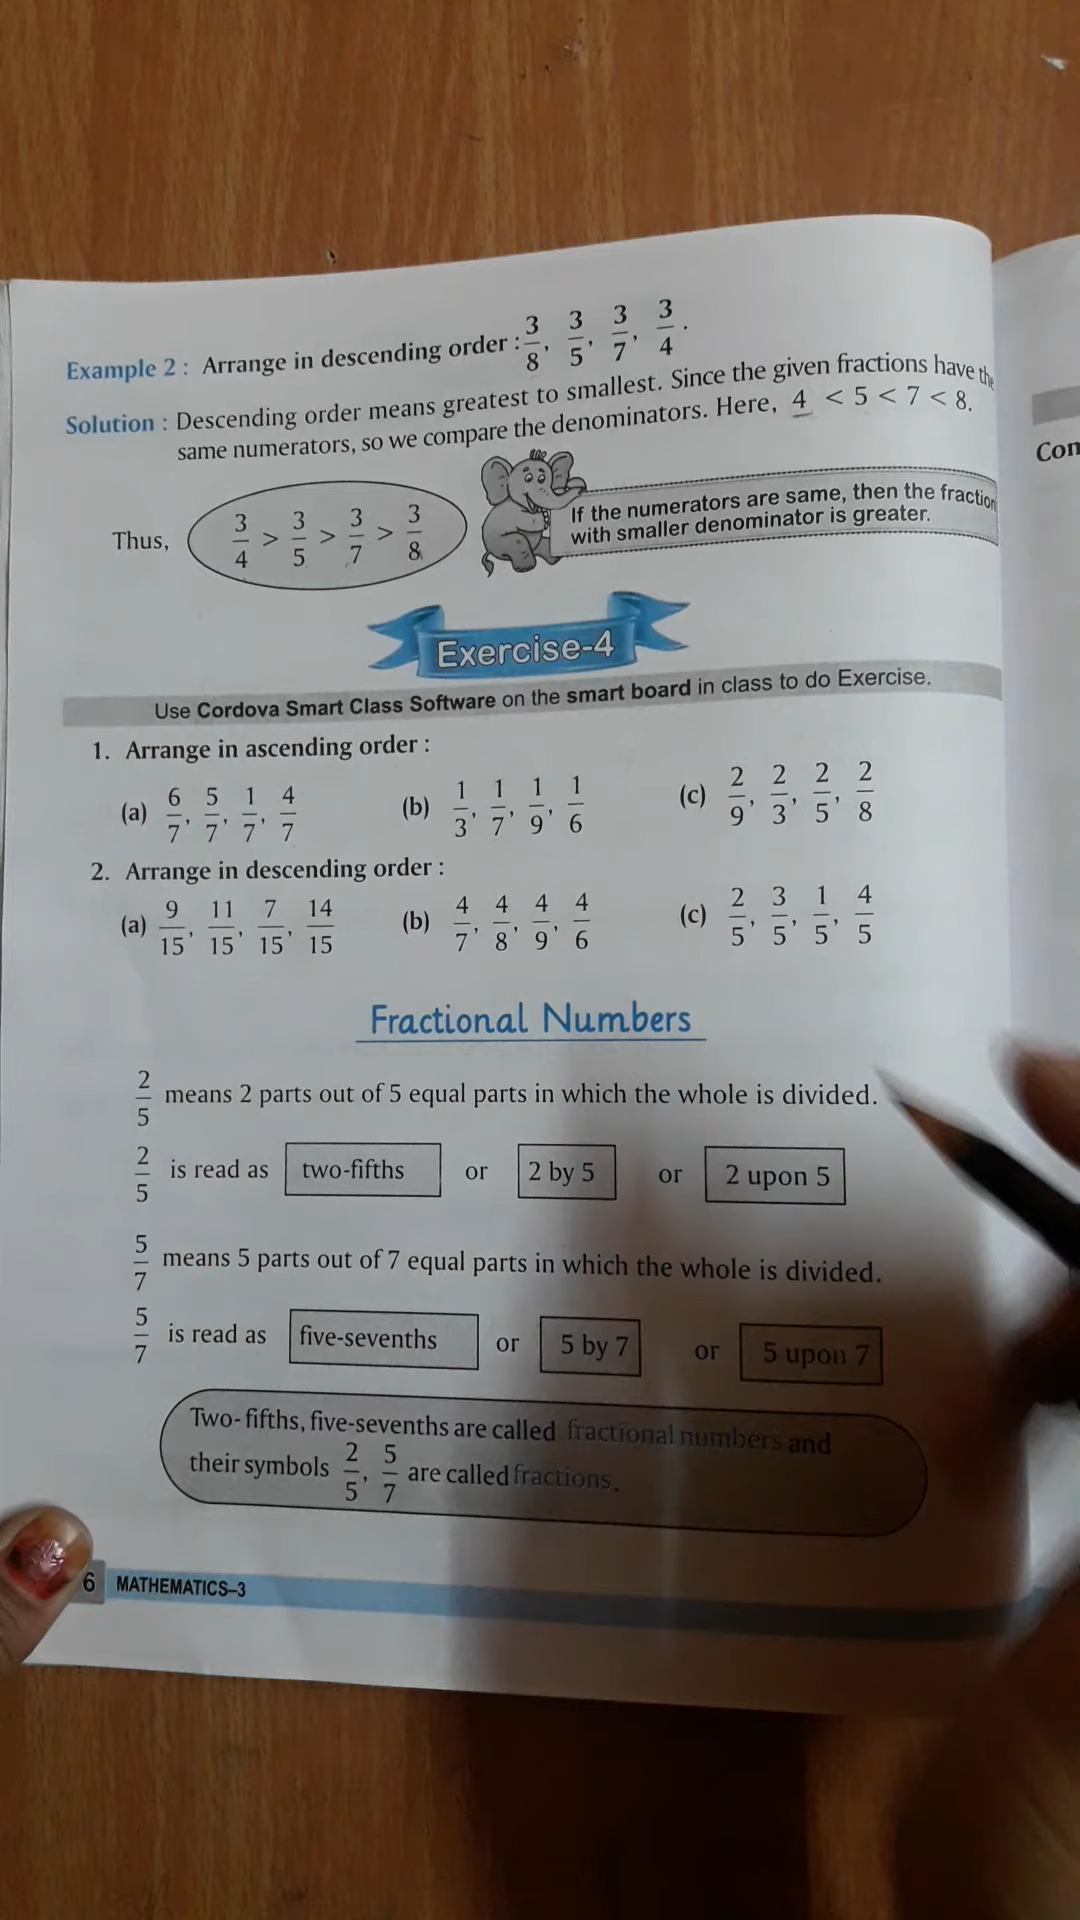 Example 2 : Arrange in descending order : 3/8, 3/5, 3/7, 3/4.
Solution : Descending order means greatest to smallest. Since the given fractions have the
same numerators, so we compare the denominators. Here, 4 < 5 < 7 < 8.
Thus, 3/4 > 3/5 > 3/7 > 3/8
If the numerators are same, then the fraction
with smaller denominator is greater.
Exercise-4
Use Cordova Smart Class Software on the smart board in class to do Exercise.
1. Arrange in ascending order :
(a) 6/7, 5/7, 1/7, 4/7 (b) 1/3, 1/7, 1/9, 1/6 (c) 2/9, 2/3, 2/5, 2/8
2. Arrange in descending order :
(a) 9/15, 11/15, 7/15, 14/15 (b) 4/7, 4/8, 4/9, 4/6 (c) 2/5, 3/5, 1/5, 4/5
Fractional Numbers
2/5 means 2 parts out of 5 equal parts in which the whole is divided.
2/5 is read as two-fifths or 2 by 5 or 2 upon 5
5/7 means 5 parts out of 7 equal parts in which the whole is divided.
5/7 is read as five-sevenths or 5 by 7 or 5 upon 7
Two-fifths, five-sevenths are called fractional numbers and
their symbols 2/5, 5/7 are called fractions.
6 MATHEMATICS–3